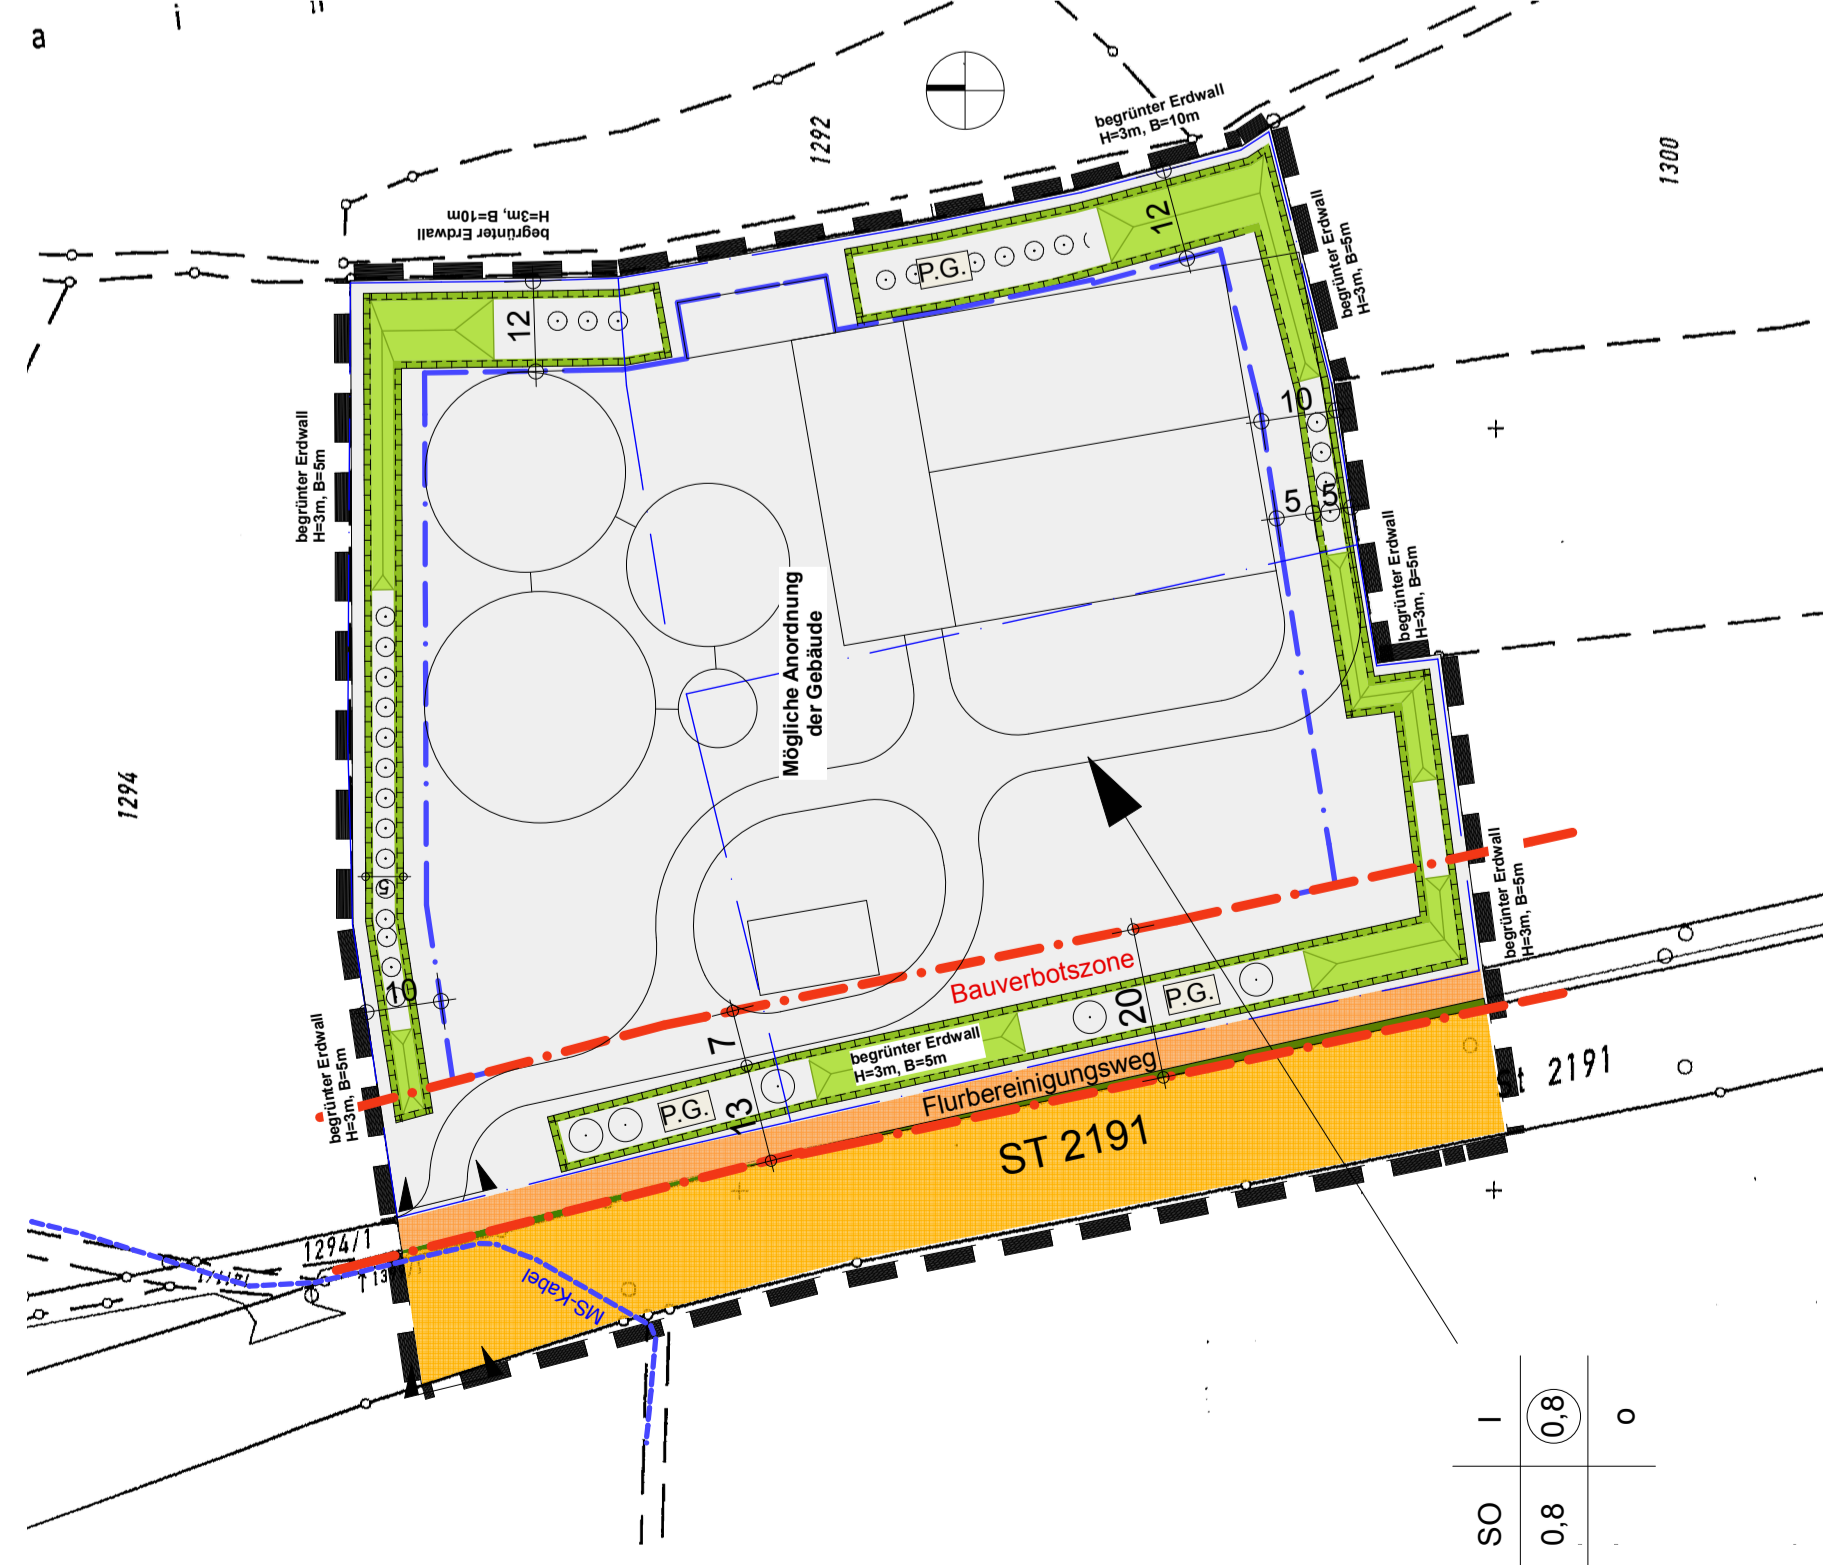 a
i
11
1292
begrünter Erdwall
H=3m, B=10m
1300
begrünter Erdwall
H=3m, B=10m
12
P.G.
12
begrünter Erdwall
H=3m, B=5m
begrünter Erdwall
H=3m, B=5m
10
5
5
begrünter Erdwall
H=3m, B=5m
Mögliche Anordnung
der Gebäude
1294
5
begrünter Erdwall
H=3m, B=5m
10
Bauverbotszone
20
P.G.
7
begrünter Erdwall
H=3m, B=5m
begrünter Erdwall
H=3m, B=5m
P.G.
13
Flurbereinigungsweg
ST 2191
St 2191
1294/1
13
MS-Kabel
SO
I
0,8
0,8
o